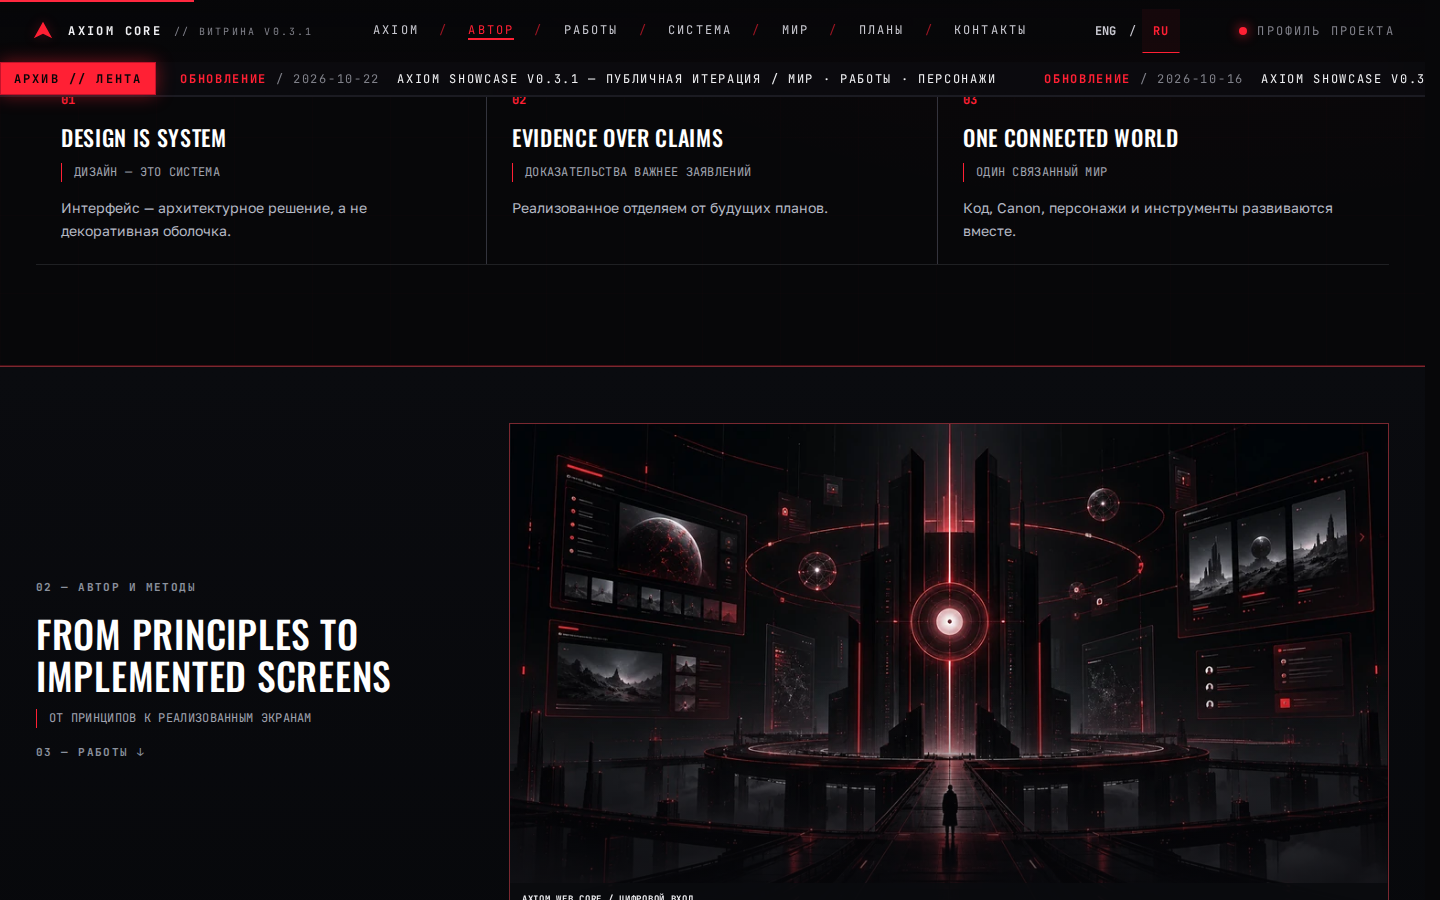 AXIOM CORE // ВИТРИНА V.0.3.1
АXIOM / АВТОР / РАБОТЫ / СИСТЕМА / МИР / ПЛАНЫ / КОНТАКТЫ
ENG / RU
ПРОФИЛЬ ПРОЕКТА
АРХИВ // ЛЕНТА
ОБНОВЛЕНИЕ / 2026-10-22 AXIOM SHOWCASE V0.3.1 — ПУБЛИЧНАЯ ИТЕРАЦИЯ / МИР · РАБОТЫ · ПЕРСОНАЖИ
ОБНОВЛЕНИЕ / 2026-10-16 AXIOM SHOWCASE V0.3
01
DESIGN IS SYSTEM
ДИЗАЙН — ЭТО СИСТЕМА
Интерфейс — архитектурное решение, а не
декоративная оболочка.
02
EVIDENCE OVER CLAIMS
ДОКАЗАТЕЛЬСТВА ВАЖНЕЕ ЗАЯВЛЕНИЙ
Реализованное отделяем от будущих планов.
03
ONE CONNECTED WORLD
ОДИН СВЯЗАННЫЙ МИР
Код, Canon, персонажи и инструменты развиваются
вместе.
02 — АВТОР И МЕТОДЫ
FROM PRINCIPLES TO
IMPLEMENTED SCREENS
ОТ ПРИНЦИПОВ К РЕАЛИЗОВАННЫМ ЭКРАНАМ
03 — РАБОТЫ ↓
AXIOM WEB CORE / ЦИФРОВОЙ ВХОД